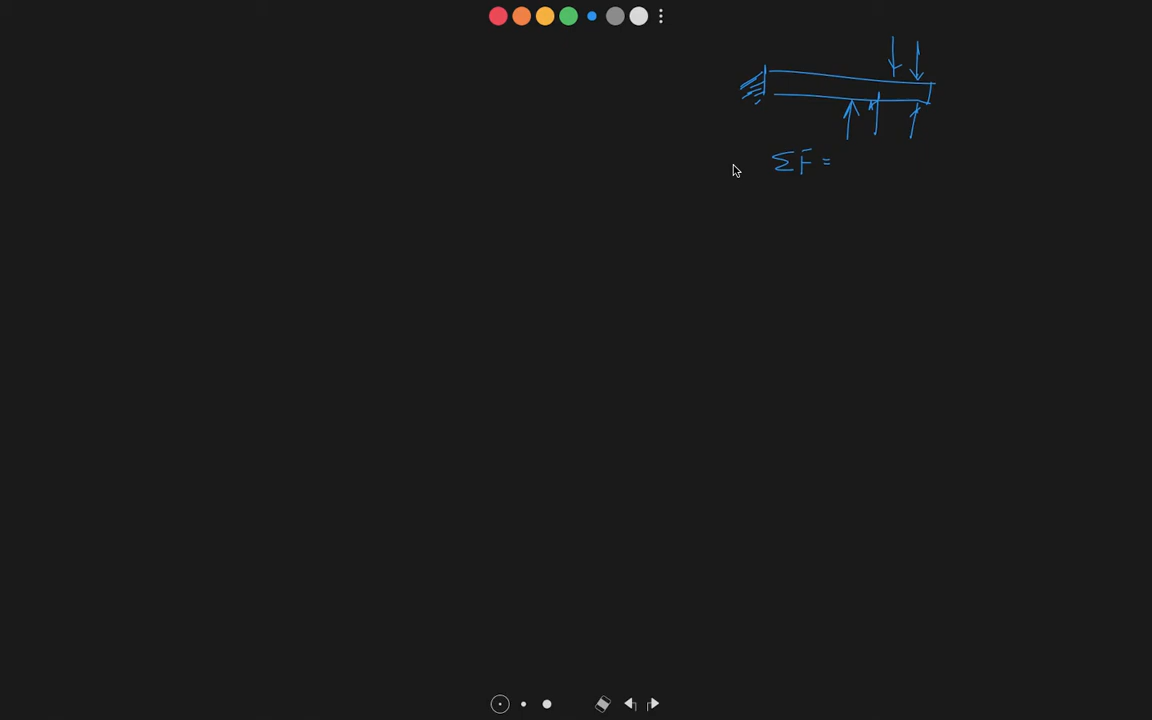 ΣF =